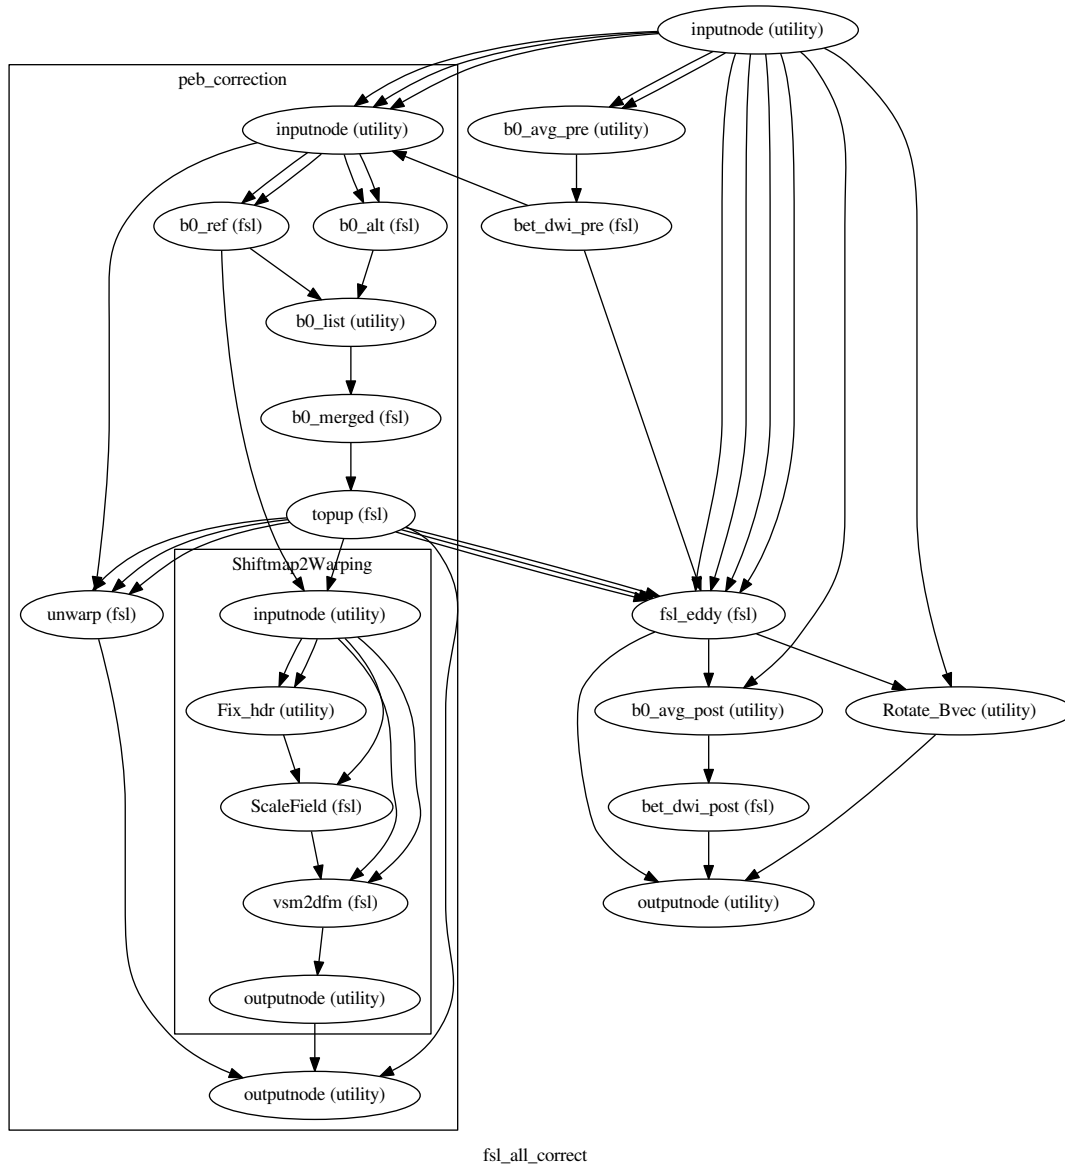 inputnode (utility)
peb_correction
inputnode (utility)
b0_avg_pre (utility)
b0_ref (fsl)
b0_alt (fsl)
bet_dwi_pre (fsl)
b0_list (utility)
b0_merged (fsl)
topup (fsl)
Shiftmap2Warping
unwarp (fsl)
inputnode (utility)
fsl_eddy (fsl)
Fix_hdr (utility)
b0_avg_post (utility)
Rotate_Bvec (utility)
ScaleField (fsl)
bet_dwi_post (fsl)
vsm2dfm (fsl)
outputnode (utility)
outputnode (utility)
outputnode (utility)
fsl_all_correct